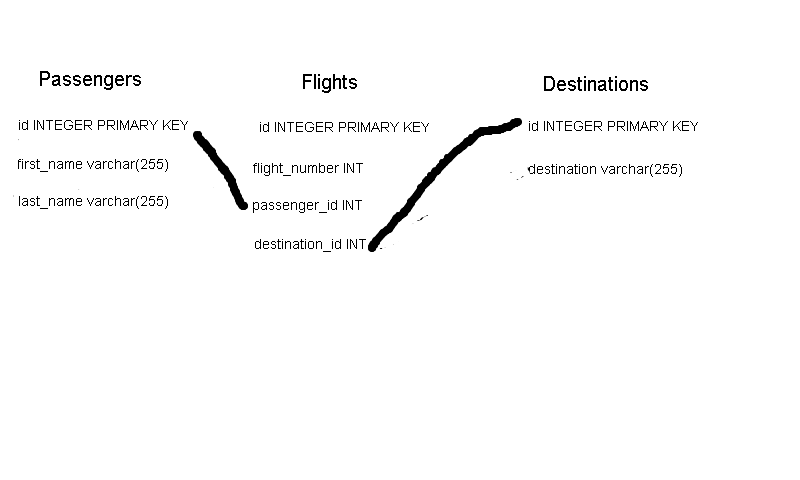 Passengers
id INTEGER PRIMARY KEY
first_name varchar(255)
last_name varchar(255)
Flights
id INTEGER PRIMARY KEY
flight_number INT
passenger_id INT
destination_id INT
Destinations
id INTEGER PRIMARY KEY
destination varchar(255)